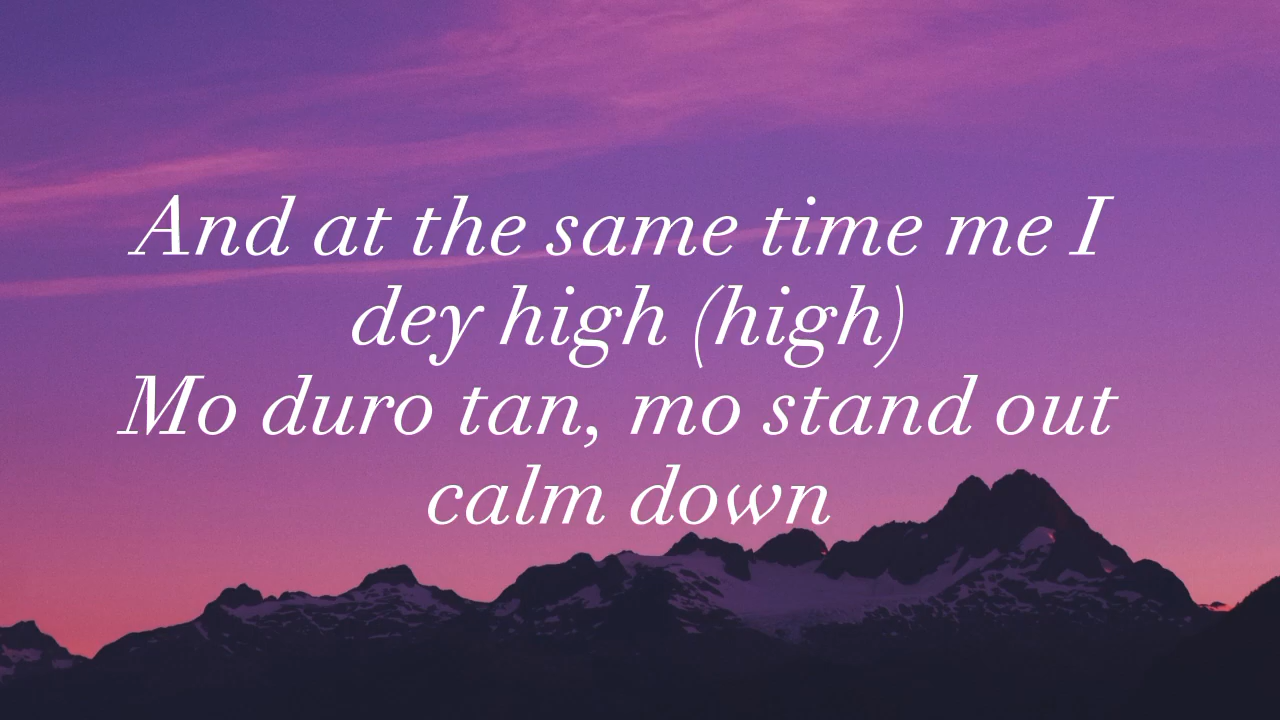 And at the same time me I
dey high (high)
Mo duro tan, mo stand out
calm down